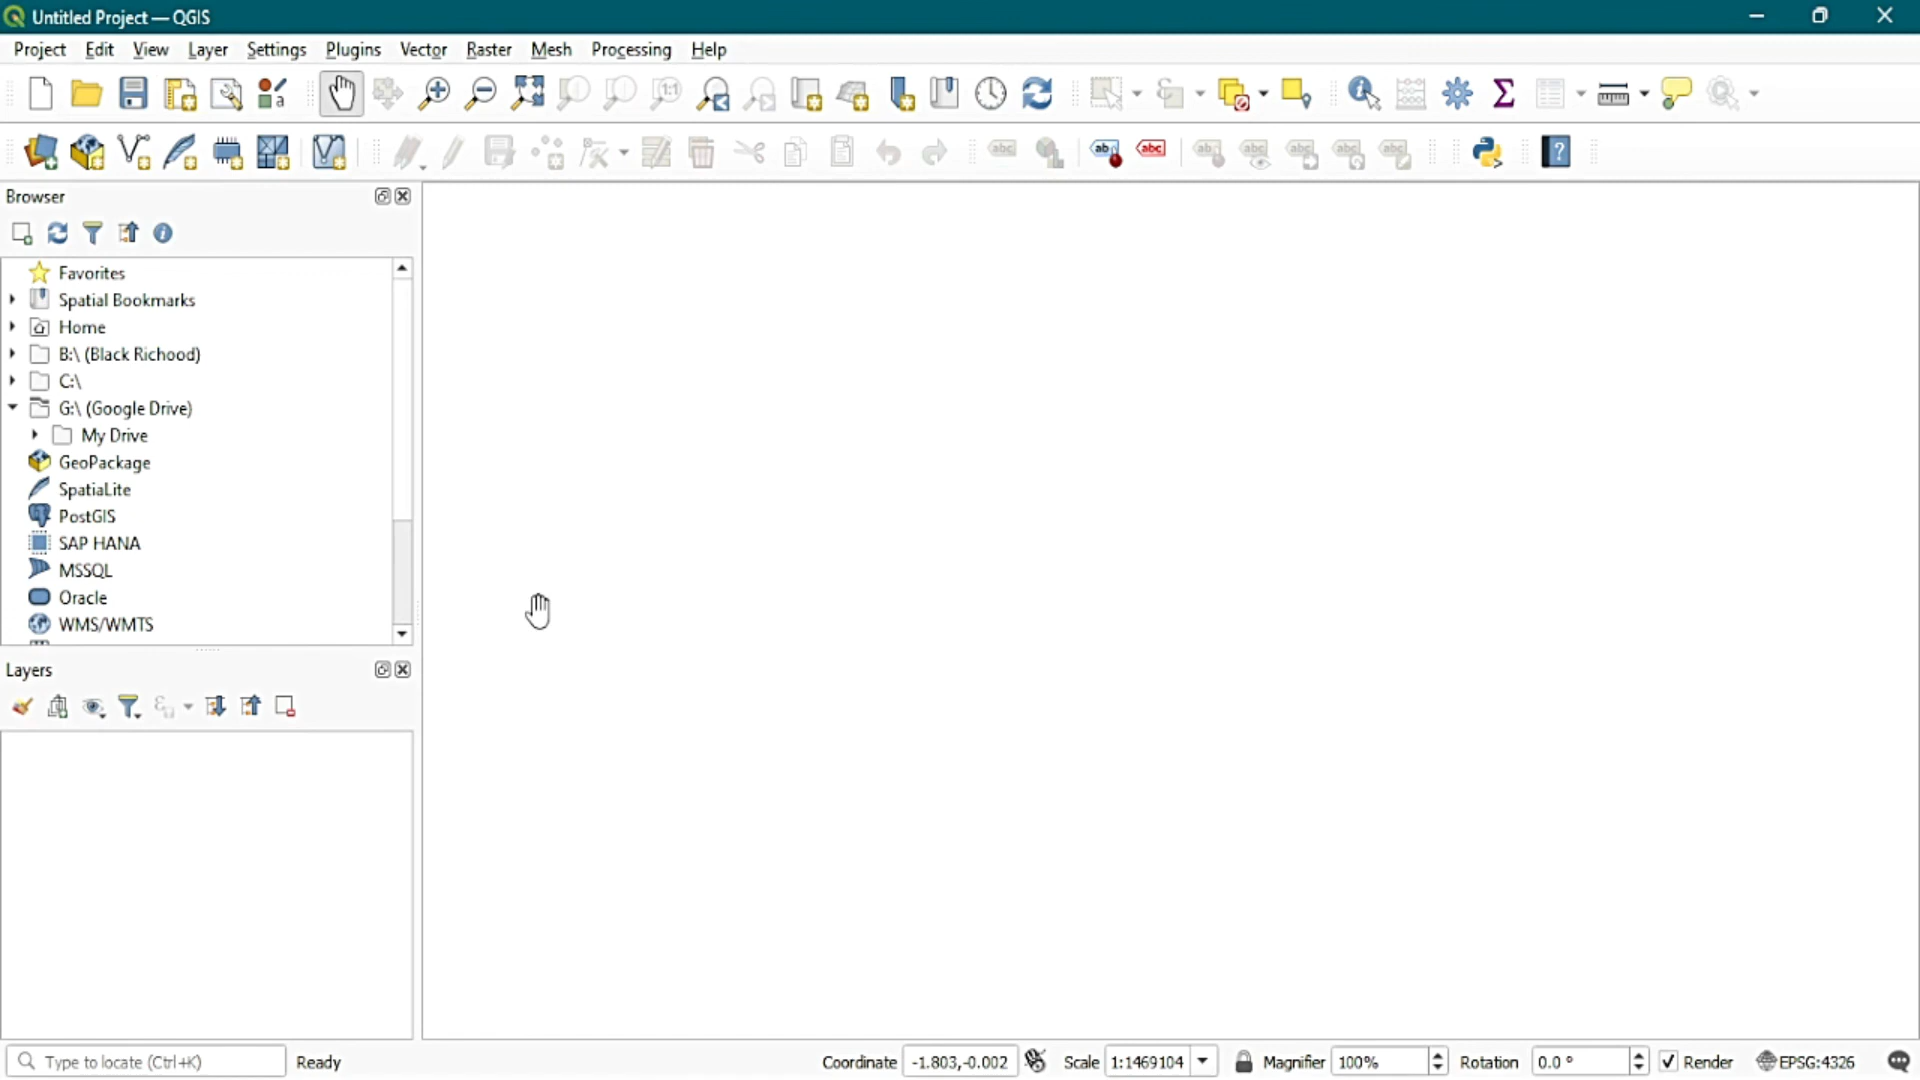 Untitled Project — QGIS
Project Edit View Layer Settings Plugins Vector Raster Mesh Processing Help
Browser
Favorites
Spatial Bookmarks
Home
B:\ (Black Richood)
C:\
G:\ (Google Drive)
My Drive
GeoPackage
SpatiaLite
PostGIS
SAP HANA
MSSQL
Oracle
WMS/WMTS
Layers
Type to locate (Ctrl+K) Ready Coordinate -1.803,-0.002 Scale 1:1469104 Magnifier 100% Rotation 0.0 ° Render EPSG:4326